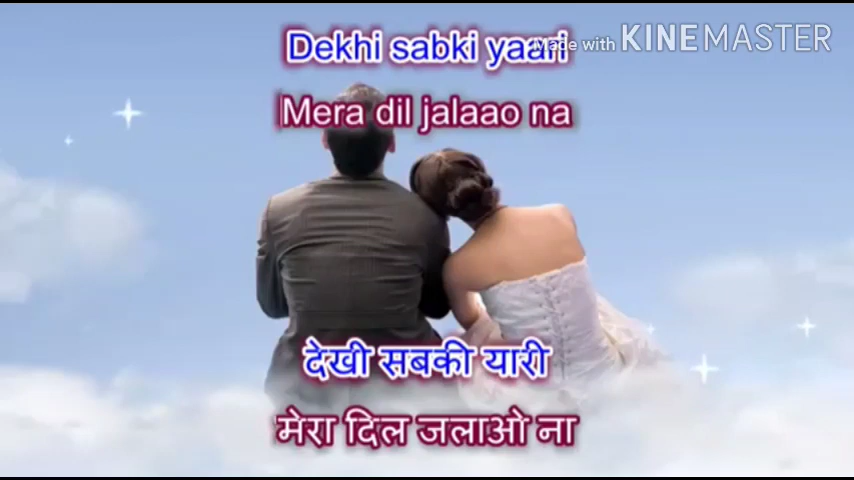 Dekhi sabki yaari
Made with KINEMASTER
Mera dil jalaao na
देखी सबकी यारी
मेरा दिल जलाओ ना